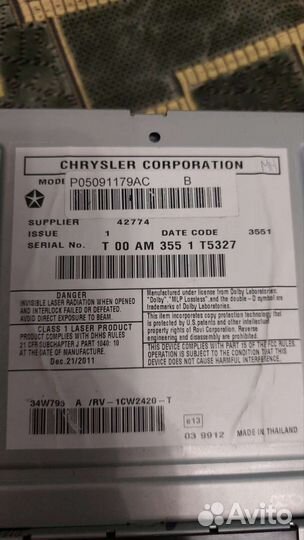 CHRYSLER CORPORATION
MODE P05091179AC B
SUPPLIER 42774
ISSUE 1 DATE CODE 3551
SERIAL No. T 00 AM 355 1 T5327
DANGER
INVISIBLE LASER RADIATION WHEN OPENED
AND INTERLOCK FAILED OR DEFEATED.
AVOID DIRECT EXPOSURE TO BEAM.
CLASS 1 LASER PRODUCT
PRODUCT COMPLIES WITH DHHS RULES
21 CFR SUBCHAPTER J PART 1040: 10
Dec.21/2011
Manufactured under license from Dolby Laboratories.
"Dolby", "MLP Lossless", and the double-D symbol are
trademarks of Dolby Laboratories.
This item incorporates copy protection technology that
is protected by U.S. patents and other intellectual
property rights of Rovi Corporation. Reverse
engineering and disassembly are prohibited.
THIS DEVICE COMPLIES WITH PART 15 OF THE FCC RULES.
OPERATION IS SUBJECT TO THE CONDITION THAT THIS
DEVICE DOES NOT CAUSE HARMFUL INTERFERENCE.
34W795 A /RV-1CW2420-T
e13
03 9912 MADE IN THAILAND
Avito